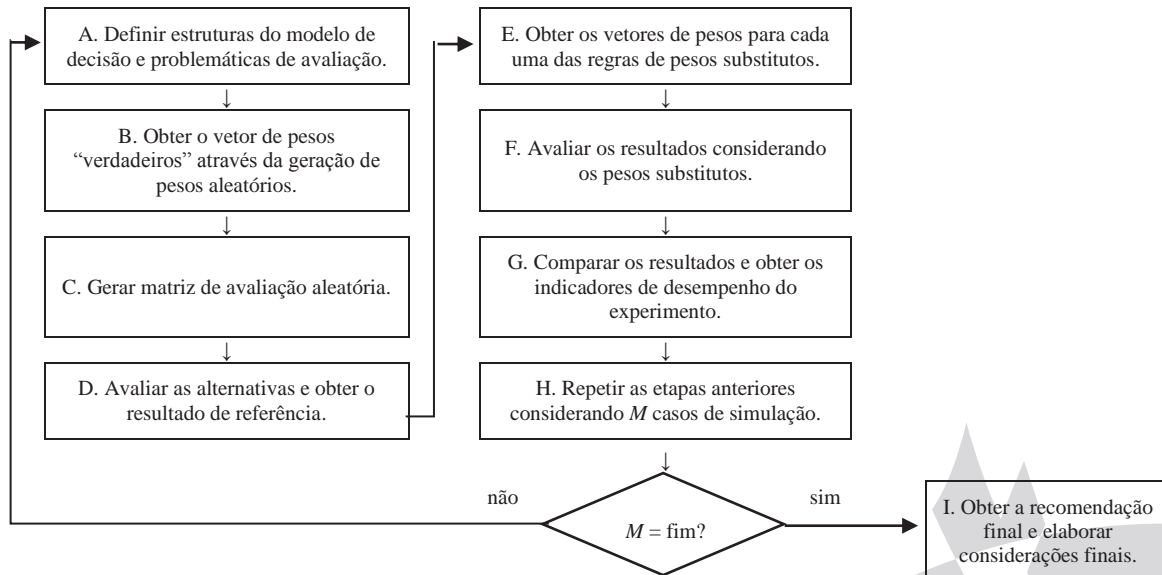 A. Definir estruturas do modelo de
decisão e problemáticas de avaliação.
↓
B. Obter o vetor de pesos
“verdadeiros” através da geração de
pesos aleatórios.
↓
C. Gerar matriz de avaliação aleatória.
↓
D. Avaliar as alternativas e obter o
resultado de referência.
E. Obter os vetores de pesos para cada
uma das regras de pesos substitutos.
↓
F. Avaliar os resultados considerando
os pesos substitutos.
↓
G. Comparar os resultados e obter os
indicadores de desempenho do
experimento.
↓
H. Repetir as etapas anteriores
considerando M casos de simulação.
↓
não
M = fim?
sim
I. Obter a recomendação
final e elaborar
considerações finais.